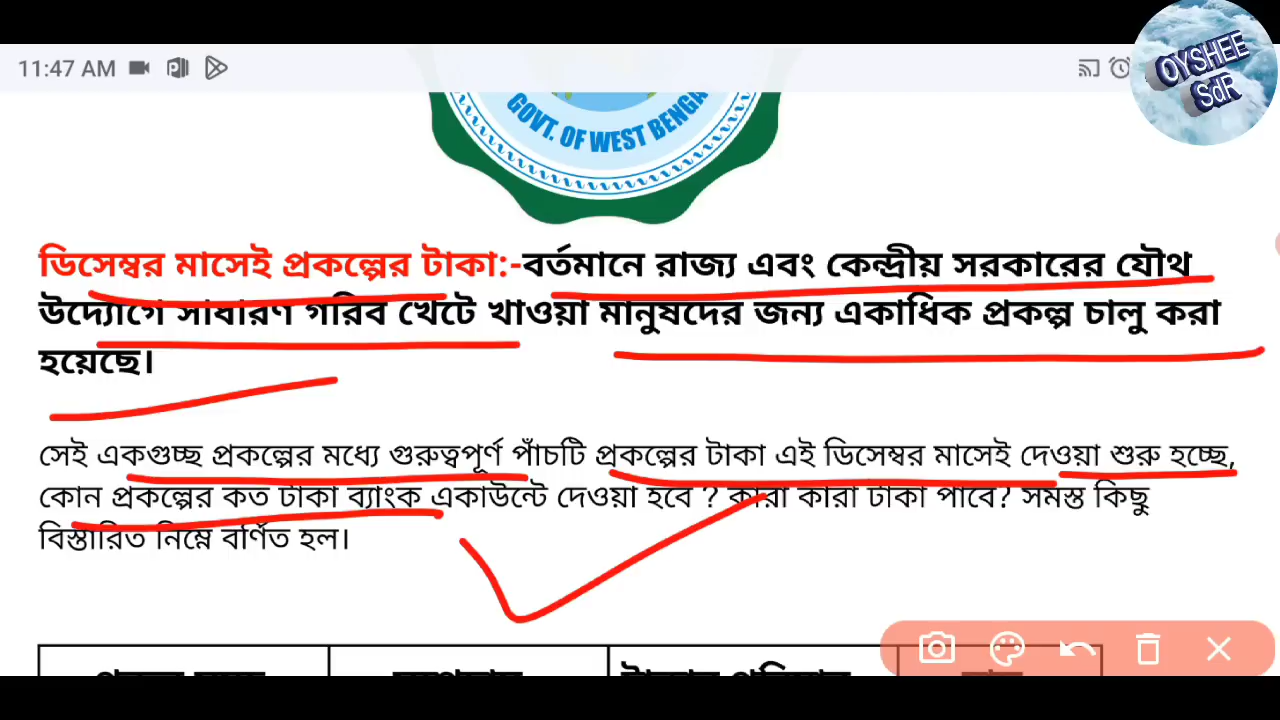 11:47 AM
OYSHEE
SdR
GOVT. OF WEST BENGA
ডিসেম্বর মাসেই প্রকল্পের টাকা:-বর্তমানে রাজ্য এবং কেন্দ্রীয় সরকারের যৌথ
উদ্যোগে সাধারণ গরিব খেটে খাওয়া মানুষদের জন্য একাধিক প্রকল্প চালু করা
হয়েছে।
সেই একগুচ্ছ প্রকল্পের মধ্যে গুরুত্বপূর্ণ পাঁচটি প্রকল্পের টাকা এই ডিসেম্বর মাসেই দেওয়া শুরু হচ্ছে,
কোন প্রকল্পের কত টাকা ব্যাংক একাউন্টে দেওয়া হবে ? কারা কারা টাকা পাবে? সমস্ত কিছু
বিস্তারিত নিম্নে বর্ণিত হল।